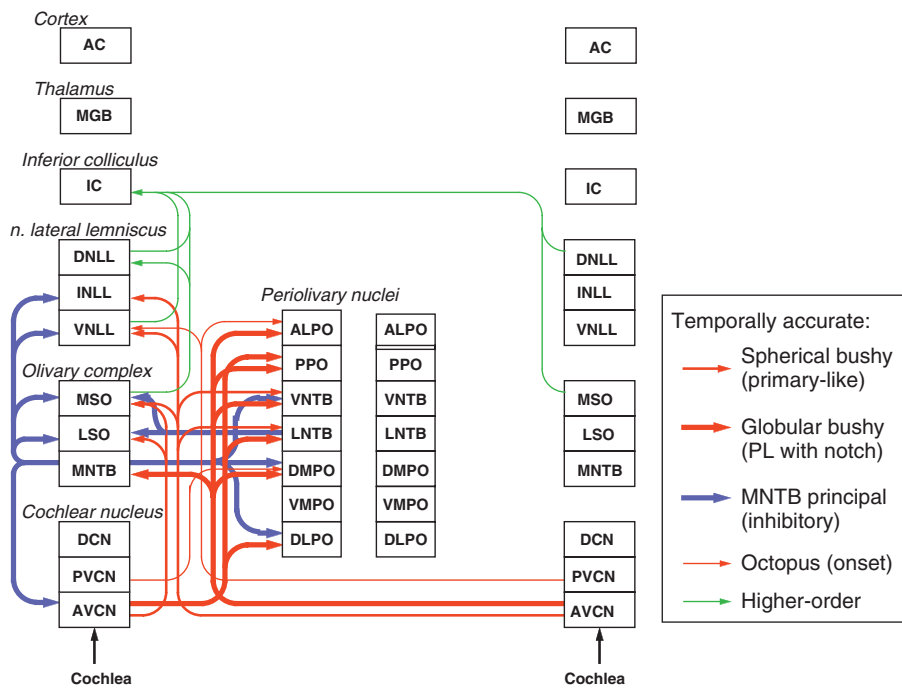 Cortex
AC
AC
Thalamus
MGB
MGB
Inferior colliculus
IC
IC
n. lateral lemniscus
DNLL
INLL
VNLL
DNLL
INLL
VNLL
Periolivary nuclei
ALPO
PPO
VNTB
LNTB
DMPO
VMPO
DLPO
ALPO
PPO
VNTB
LNTB
DMPO
VMPO
DLPO
Olivary complex
MSO
LSO
MNTB
MSO
LSO
MNTB
Cochlear nucleus
DCN
PVCN
AVCN
DCN
PVCN
AVCN
Cochlea
Cochlea
Temporally accurate:
Spherical bushy
(primary-like)
Globular bushy
(PL with notch)
MNTB principal
(inhibitory)
Octopus (onset)
Higher-order